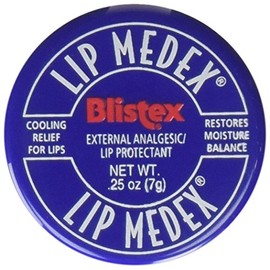 LIP MEDEX®
Blistex®
COOLING
RELIEF
FOR LIPS
EXTERNAL ANALGESIC/
LIP PROTECTANT
RESTORES
MOISTURE
BALANCE
NET WT.
.25 oz (7g)
LIP MEDEX®